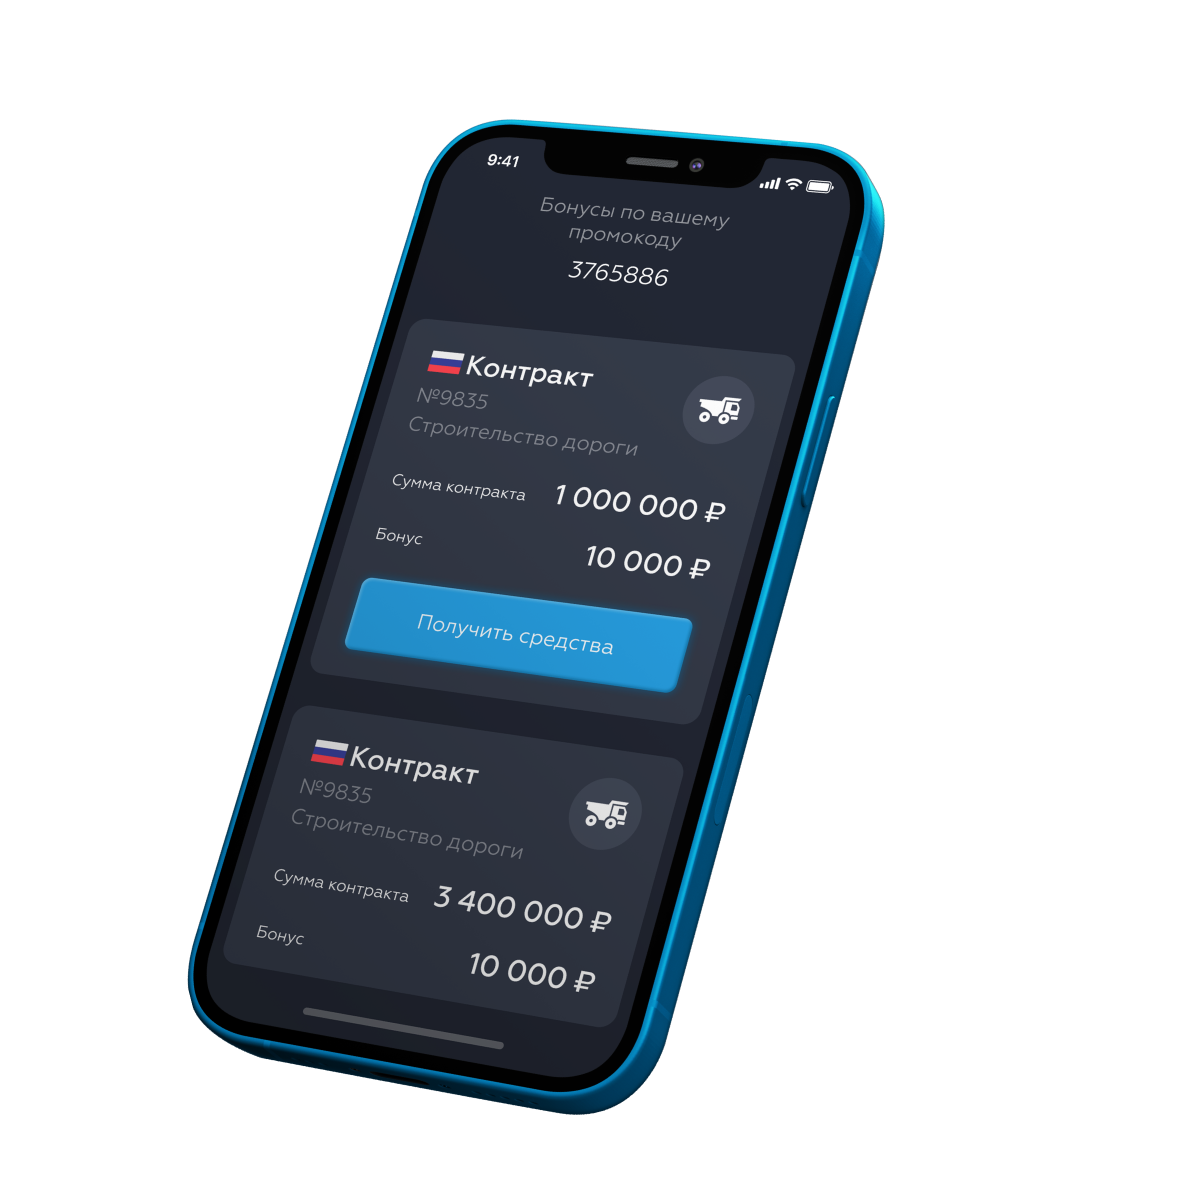 9:41
Бонусы по вашему
промокоду
3765886
Контракт
№9835
Строительство дороги
Сумма контракта 1 000 000 ₽
Бонус 10 000 ₽
Получить средства
Контракт
№9835
Строительство дороги
Сумма контракта 3 400 000 ₽
Бонус 10 000 ₽